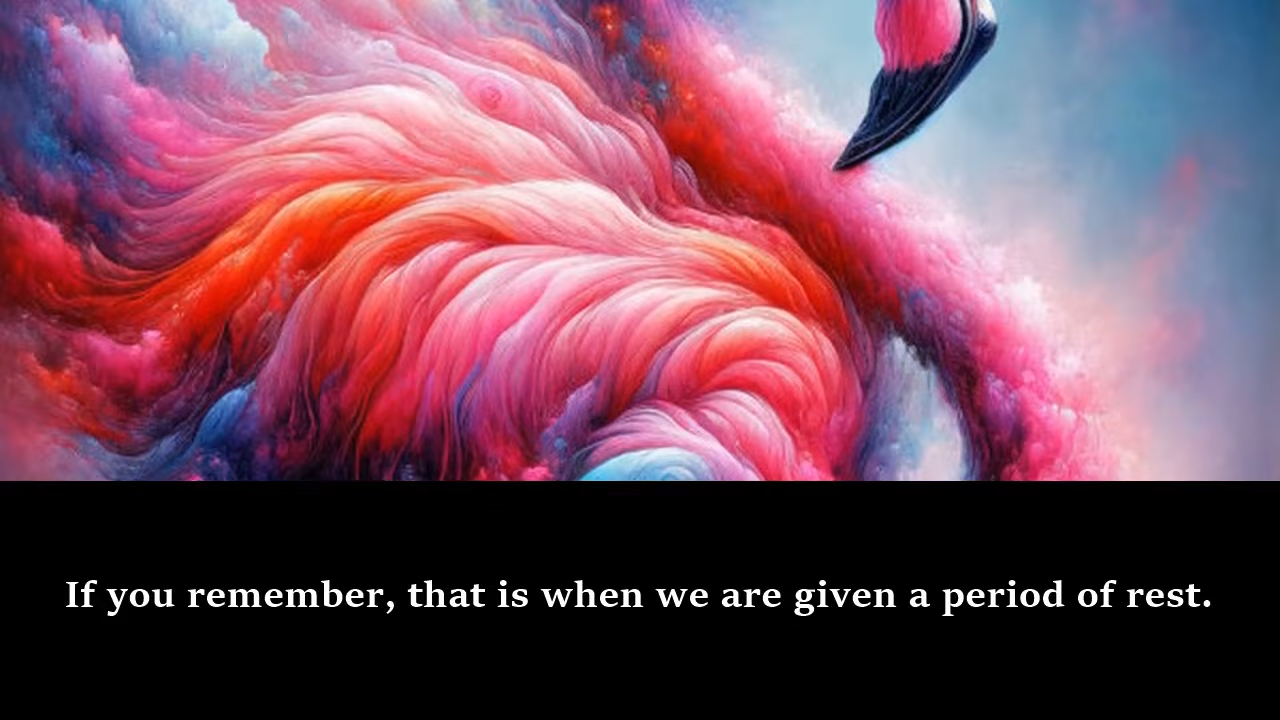 If you remember, that is when we are given a period of rest.